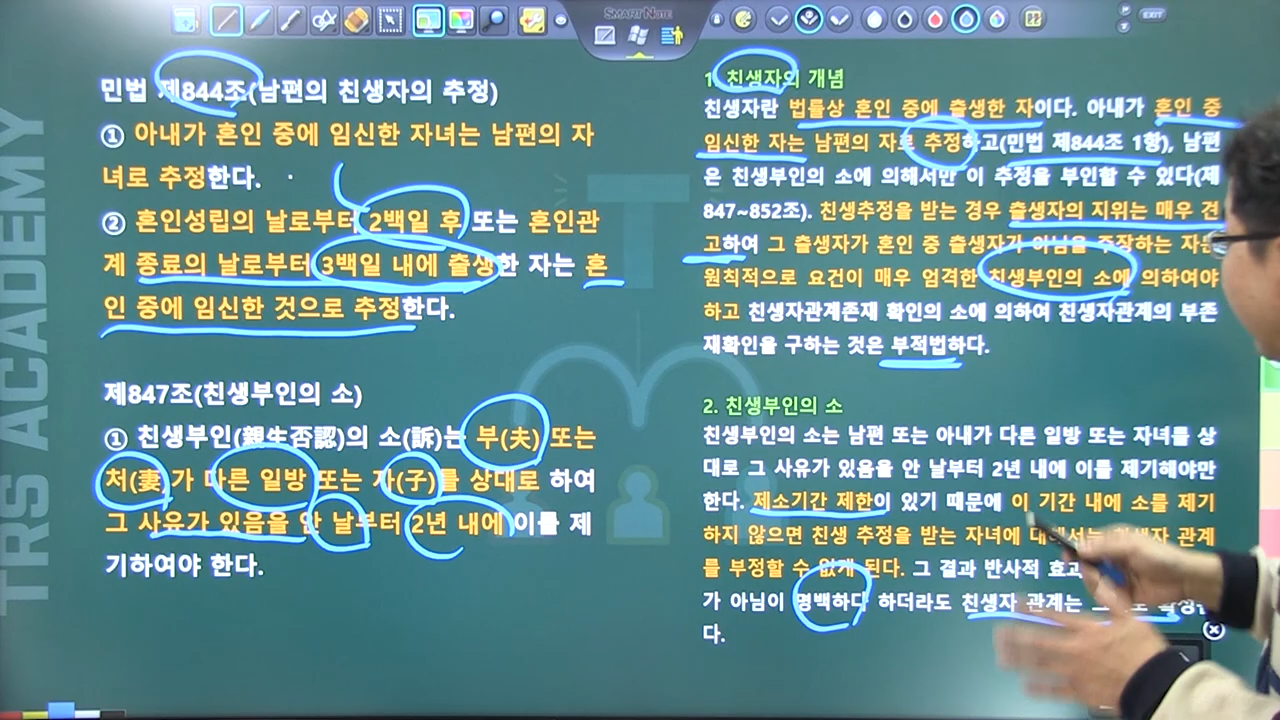 SMARTNOTE
EXIT
TRS ACADEMY
민법 제844조(남편의 친생자의 추정)
① 아내가 혼인 중에 임신한 자녀는 남편의 자
녀로 추정한다.
② 혼인성립의 날로부터 2백일 후 또는 혼인관
계 종료의 날로부터 3백일 내에 출생한 자는 혼
인 중에 임신한 것으로 추정한다.
제847조(친생부인의 소)
① 친생부인(親生否認)의 소(訴)는 부(夫) 또는
처(妻)가 다른 일방 또는 자(子)를 상대로 하여
그 사유가 있음을 안 날부터 2년 내에 이를 제
기하여야 한다.
1. 친생자의 개념
친생자란 법률상 혼인 중에 출생한 자이다. 아내가 혼인 중
임신한 자는 남편의 자로 추정하고(민법 제844조 1항), 남편
은 친생부인의 소에 의해서만 이 추정을 부인할 수 있다(제
847~852조). 친생추정을 받는 경우 출생자의 지위는 매우 견
고하여 그 출생자가 혼인 중 출생자가 아님을 주장하는 자는
원칙적으로 요건이 매우 엄격한 친생부인의 소에 의하여야
하고 친생자관계존재 확인의 소에 의하여 친생자관계의 부존
재확인을 구하는 것은 부적법하다.
2. 친생부인의 소
친생부인의 소는 남편 또는 아내가 다른 일방 또는 자녀를 상
대로 그 사유가 있음을 안 날부터 2년 내에 이를 제기해야만
한다. 제소기간 제한이 있기 때문에 이 기간 내에 소를 제기
하지 않으면 친생 추정을 받는 자녀에 대해서는 친생자 관계
를 부정할 수 없게 된다. 그 결과 반사적 효과
가 아님이 명백하다 하더라도 친생자 관계는
다.